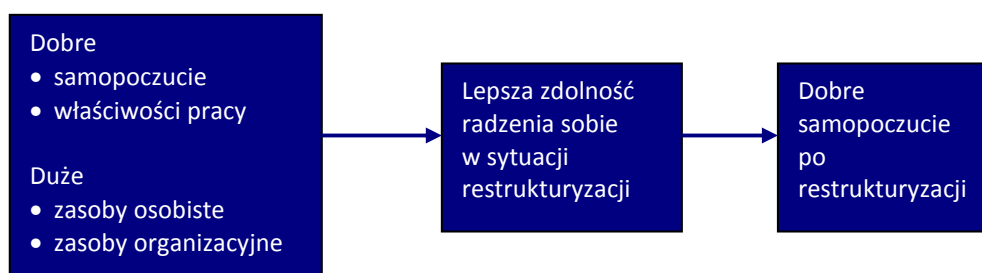 Dobre
• samopoczucie
• właściwości pracy
Duże
• zasoby osobiste
• zasoby organizacyjne
Lepsza zdolność
radzenia sobie
w sytuacji
restrukturyzacji
Dobre
samopoczucie
po
restrukturyzacji